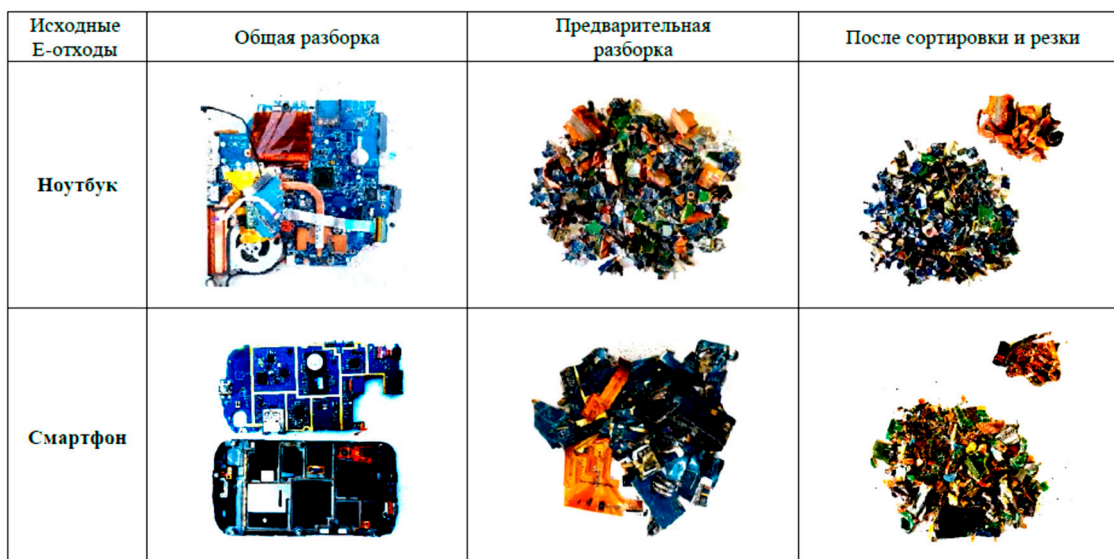 Исходные
Е-отходы
Общая разборка
Предварительная
разборка
После сортировки и резки
Ноутбук
Смартфон